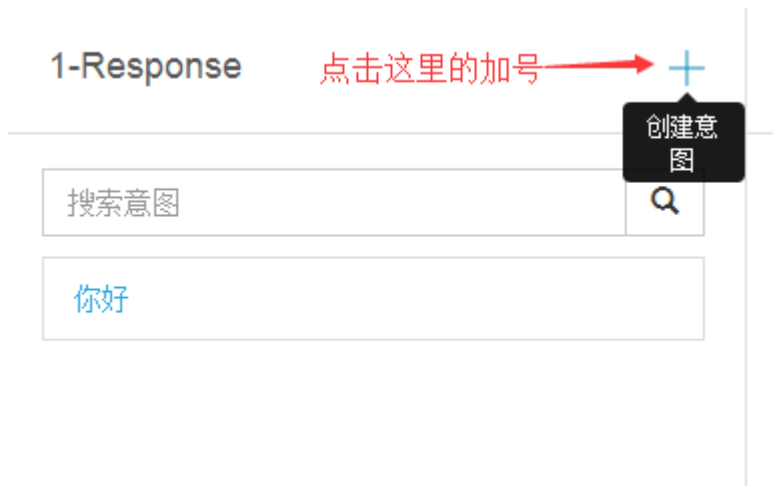 1-Response
点击这里的加号
创建意
图
搜索意图
你好